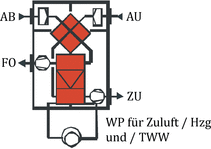 AB AU
FO
ZU
WP für Zuluft / Hzg
und / TWW